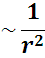 ~ 1/r²